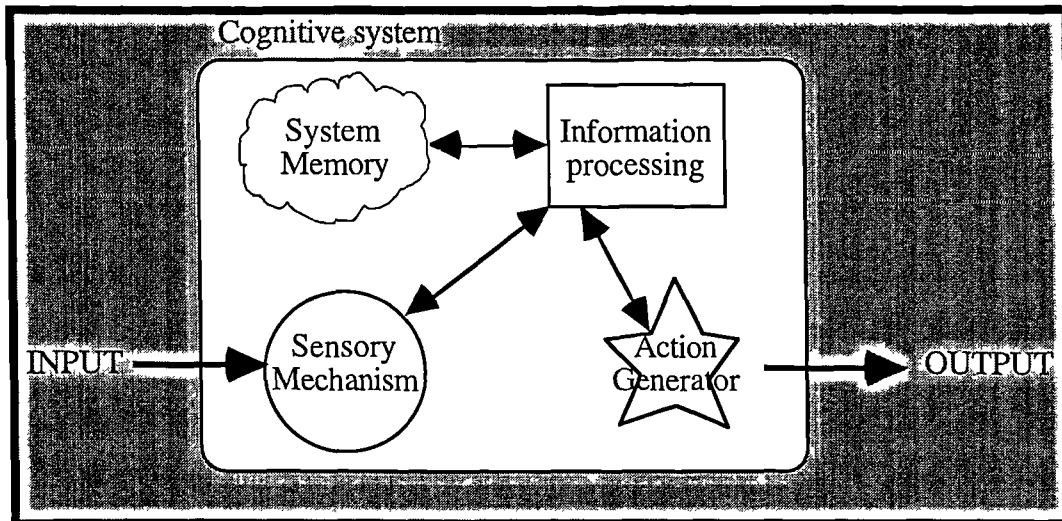 Cognitive system
System
Memory
Information
processing
INPUT
Sensory
Mechanism
Action
Generator
OUTPUT